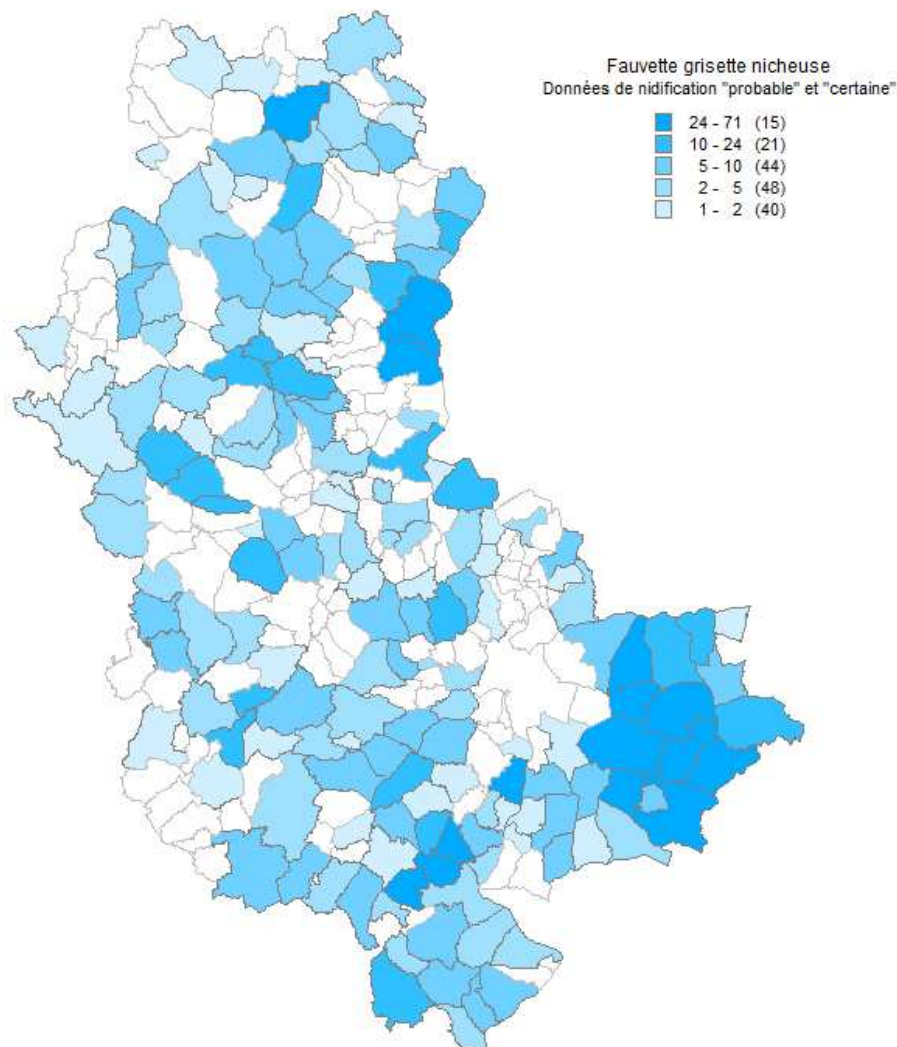 Fauvette grisette nicheuse
Données de nidification "probable" et "certaine"
24 - 71 (15)
10 - 24 (21)
5 - 10 (44)
2 - 5 (48)
1 - 2 (40)